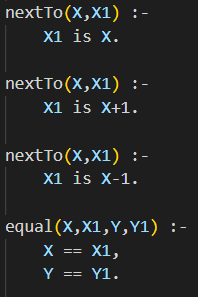 nextTo(X,X1) :-
    X1 is X.
nextTo(X,X1) :-
    X1 is X+1.
nextTo(X,X1) :-
    X1 is X-1.
equal(X,X1,Y,Y1) :-
    X == X1,
    Y == Y1.